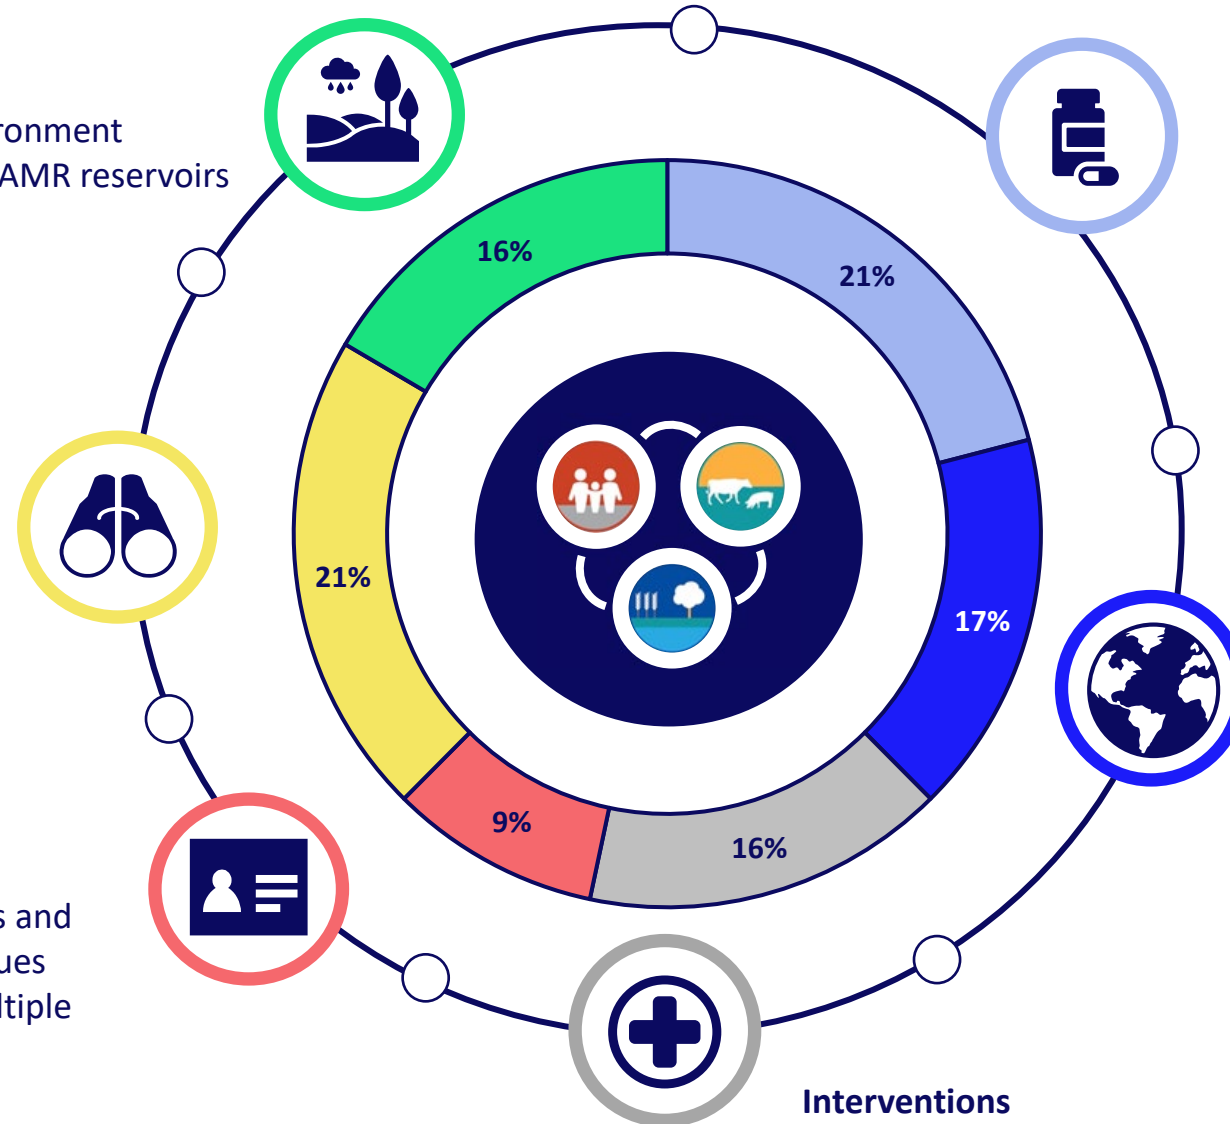 ronment
AMR reservoirs
16%
21%
21%
17%
9%
16%
s and
ues
ltiple
Interventions